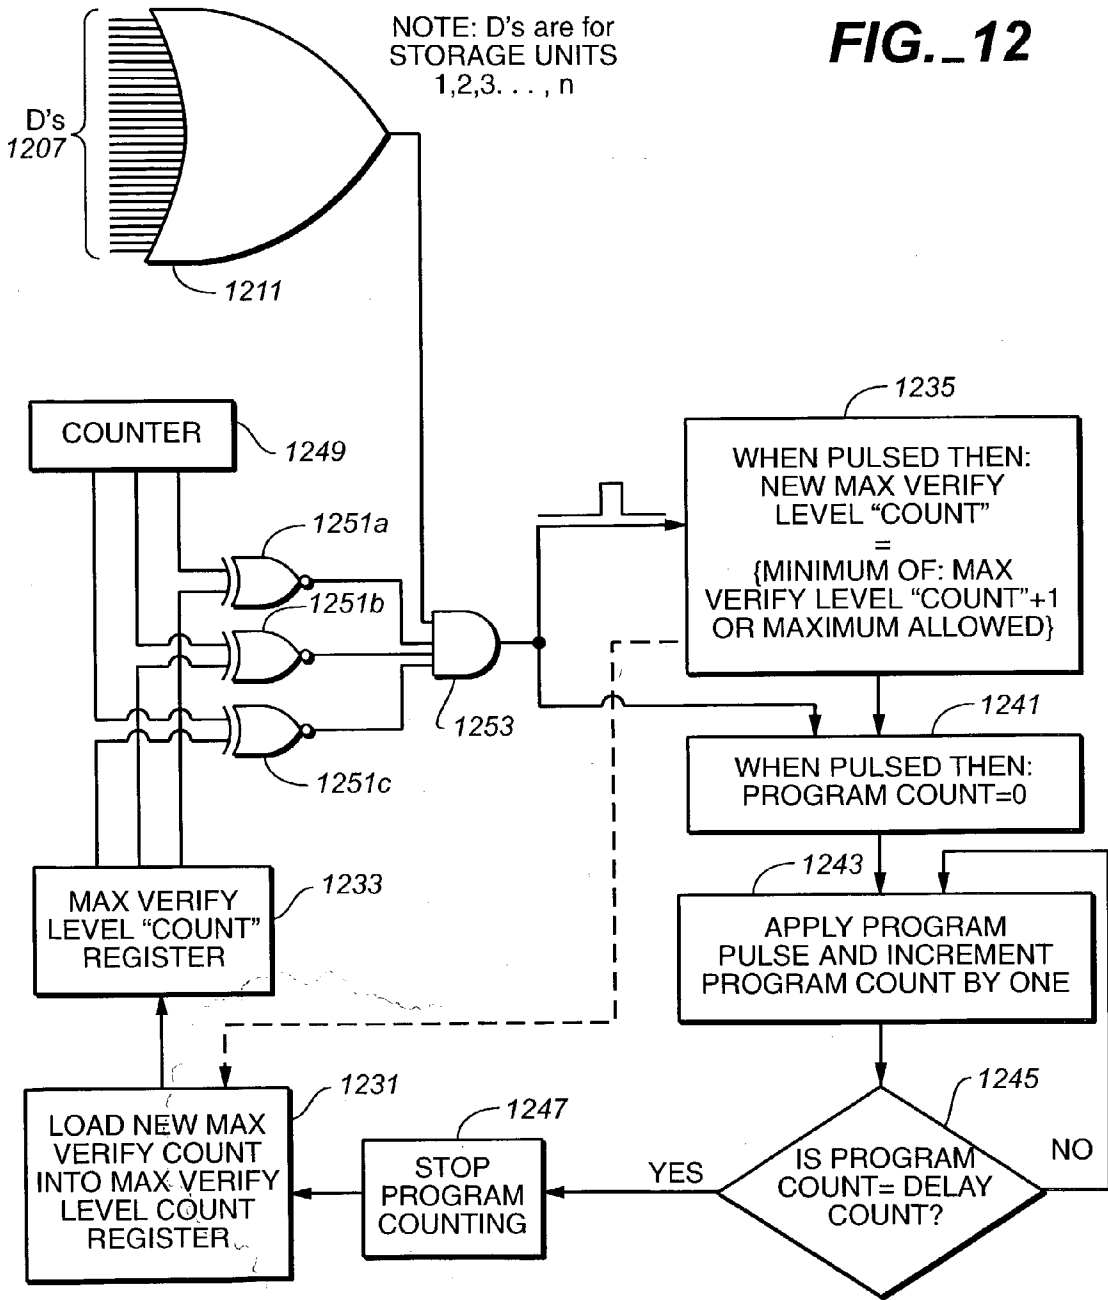 NOTE: D's are for
STORAGE UNITS
1,2,3. . . , n
FIG._12
D's
1207
1211
COUNTER
1249
1251a
1251b
1251c
1253
1235
WHEN PULSED THEN:
NEW MAX VERIFY
LEVEL “COUNT”
=
{MINIMUM OF: MAX
VERIFY LEVEL “COUNT”+1
OR MAXIMUM ALLOWED}
1241
WHEN PULSED THEN:
PROGRAM COUNT=0
1243
APPLY PROGRAM
PULSE AND INCREMENT
PROGRAM COUNT BY ONE
1233
MAX VERIFY
LEVEL “COUNT”
REGISTER
1231
LOAD NEW MAX
VERIFY COUNT
INTO MAX VERIFY
LEVEL COUNT
REGISTER
1247
STOP
PROGRAM
COUNTING
YES
1245
IS PROGRAM
COUNT= DELAY
COUNT?
NO